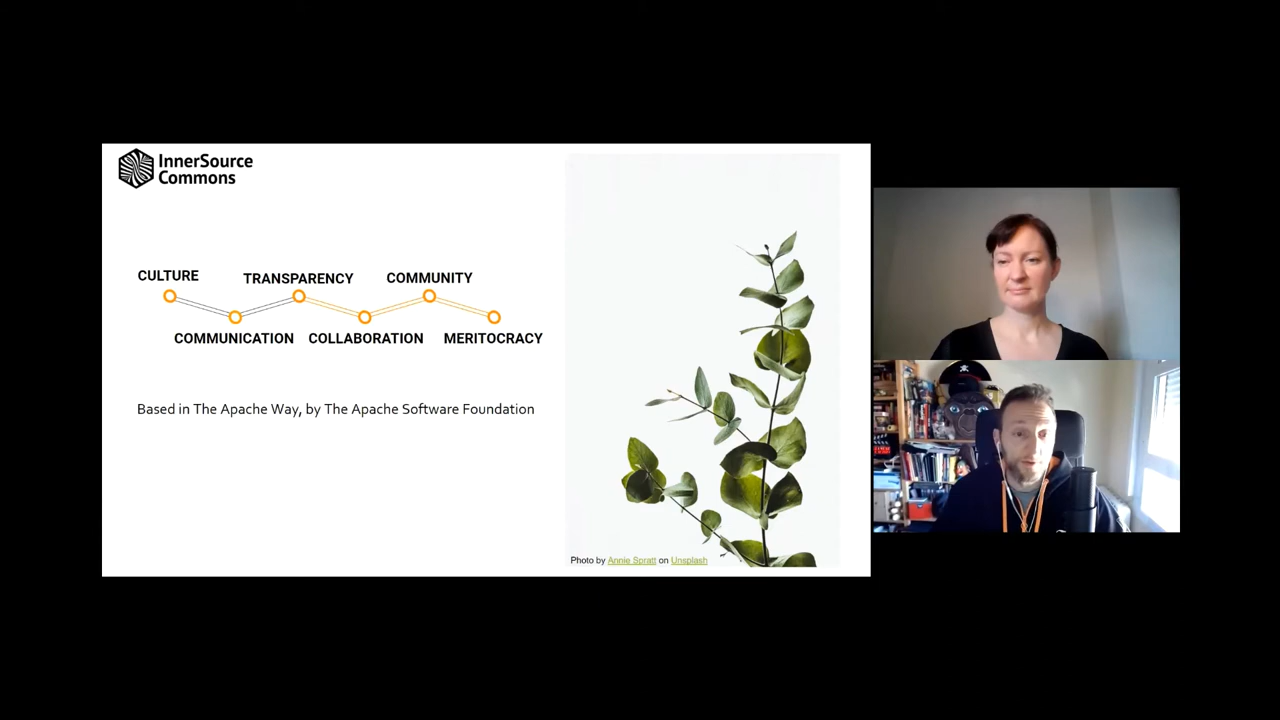 InnerSource
Commons
CULTURE
TRANSPARENCY
COMMUNITY
COMMUNICATION
COLLABORATION
MERITOCRACY
Based in The Apache Way, by The Apache Software Foundation
Photo by Annie Spratt on Unsplash